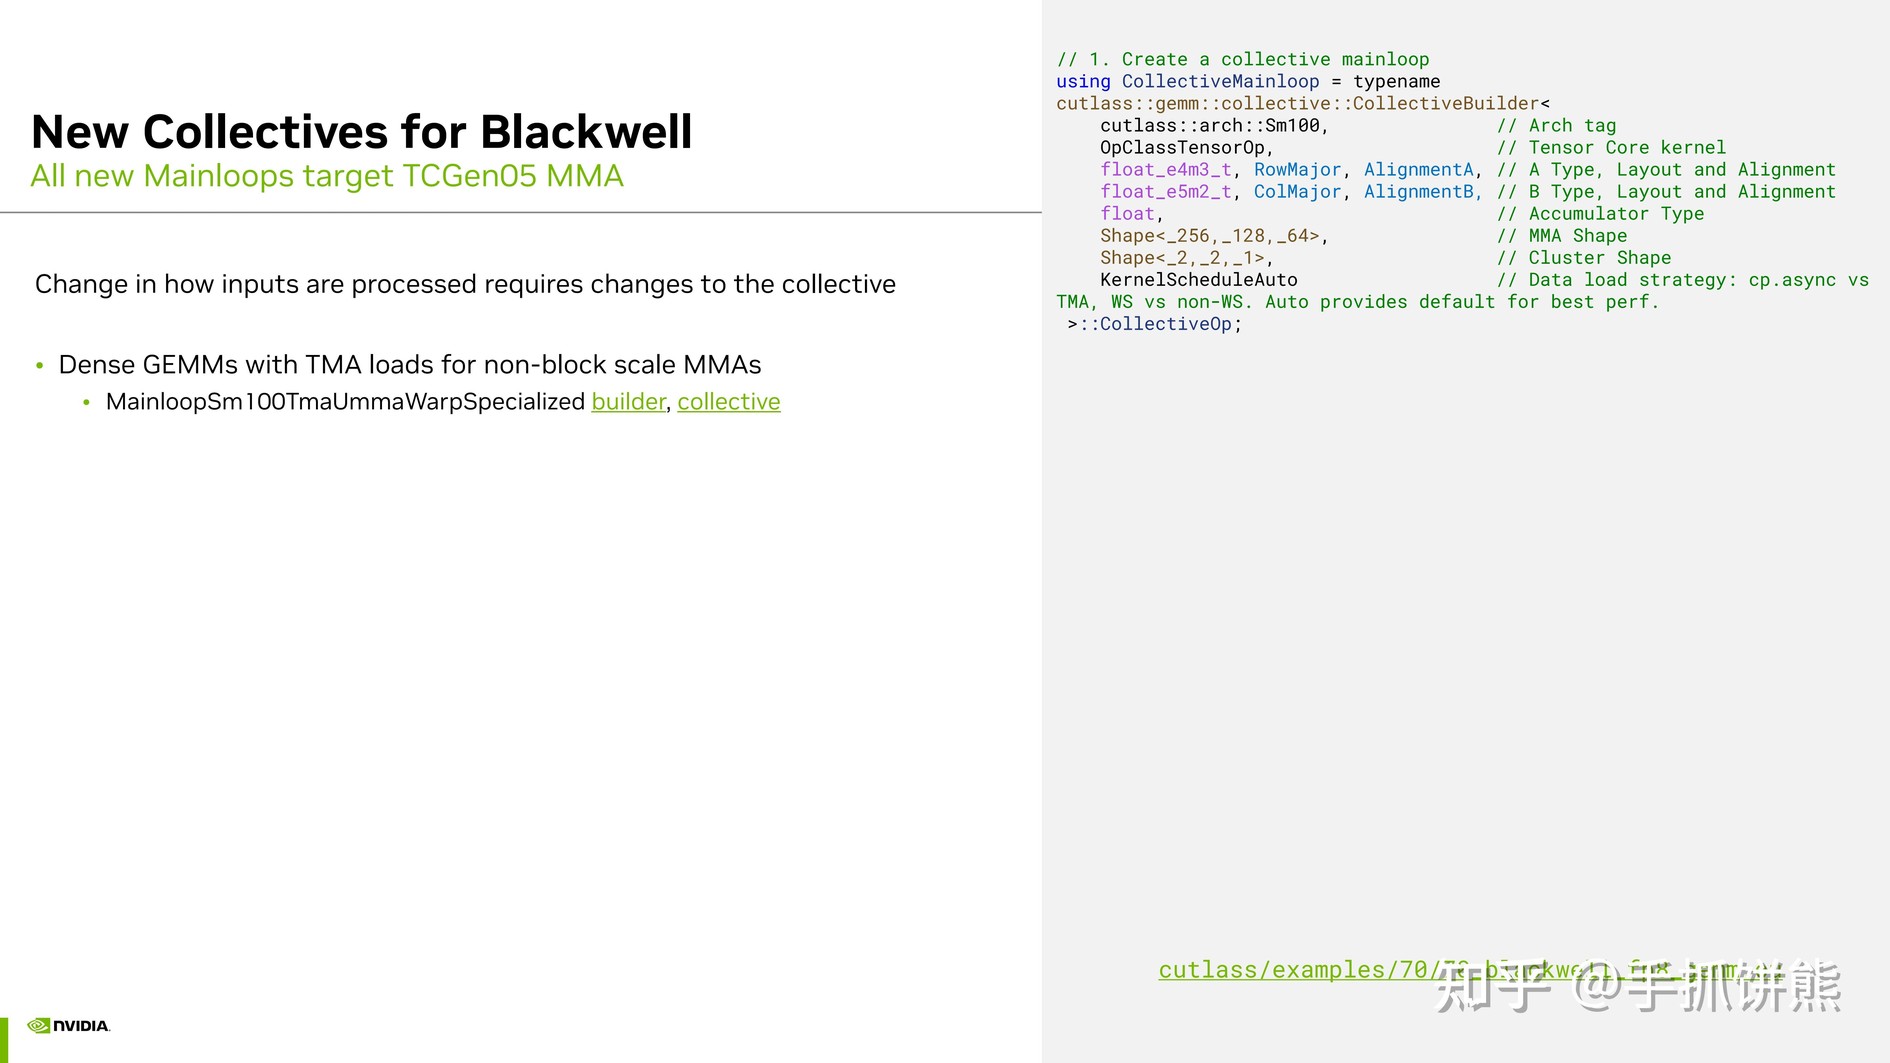 New Collectives for Blackwell
All new Mainloops target TCGen05 MMA
Change in how inputs are processed requires changes to the collective
• Dense GEMMs with TMA loads for non-block scale MMAs
• MainloopSm100TmaUmmaWarpSpecialized builder, collective
NVIDIA.
// 1. Create a collective mainloop
using CollectiveMainloop = typename
cutlass::gemm::collective::CollectiveBuilder<
cutlass::arch::Sm100, // Arch tag
OpClassTensorOp, // Tensor Core kernel
float_e4m3_t, RowMajor, AlignmentA, // A Type, Layout and Alignment
float_e5m2_t, ColMajor, AlignmentB, // B Type, Layout and Alignment
float, // Accumulator Type
Shape<_256,_128,_64>, // MMA Shape
Shape<_2,_2,_1>, // Cluster Shape
KernelScheduleAuto // Data load strategy: cp.async vs
TMA, WS vs non-WS. Auto provides default for best perf.
>::CollectiveOp;
cutlass/examples/70/70_blackwell_fp8_gemm.cu
知乎 @手抓饼熊